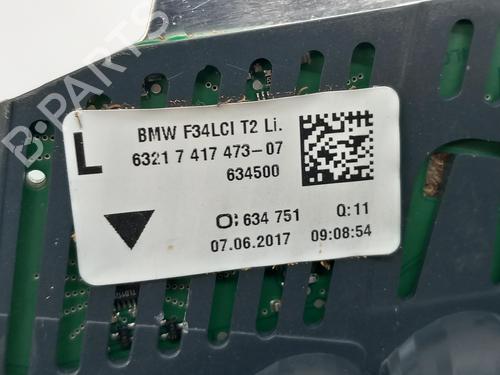 B-PARTS
BMW F34LCI T2 Li.
L
6321 7 417 473-07
634500
634 751 Q:11
07.06.2017 09:08:54